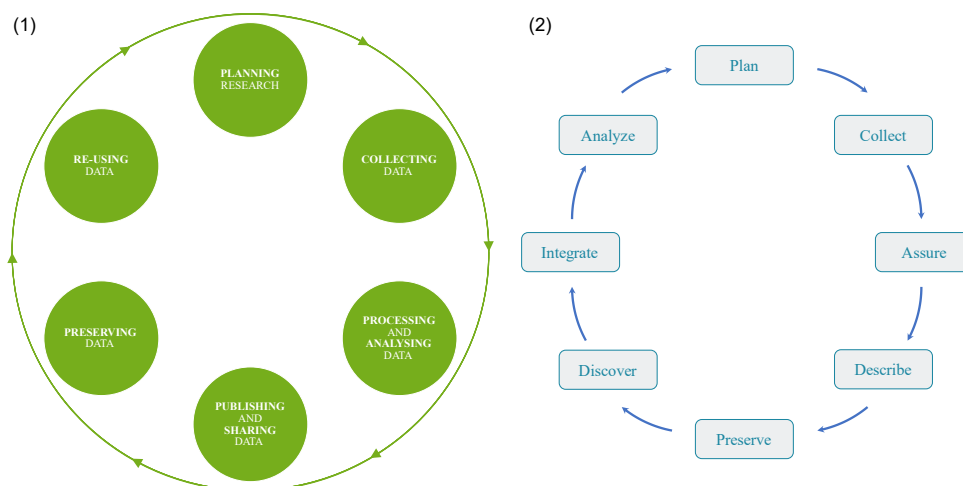 (1)
PLANNING
RESEARCH
COLLECTING
DATA
PROCESSING
AND
ANALYSING
DATA
PUBLISHING
AND
SHARING
DATA
PRESERVING
DATA
RE-USING
DATA
(2)
Plan
Collect
Assure
Describe
Preserve
Discover
Integrate
Analyze